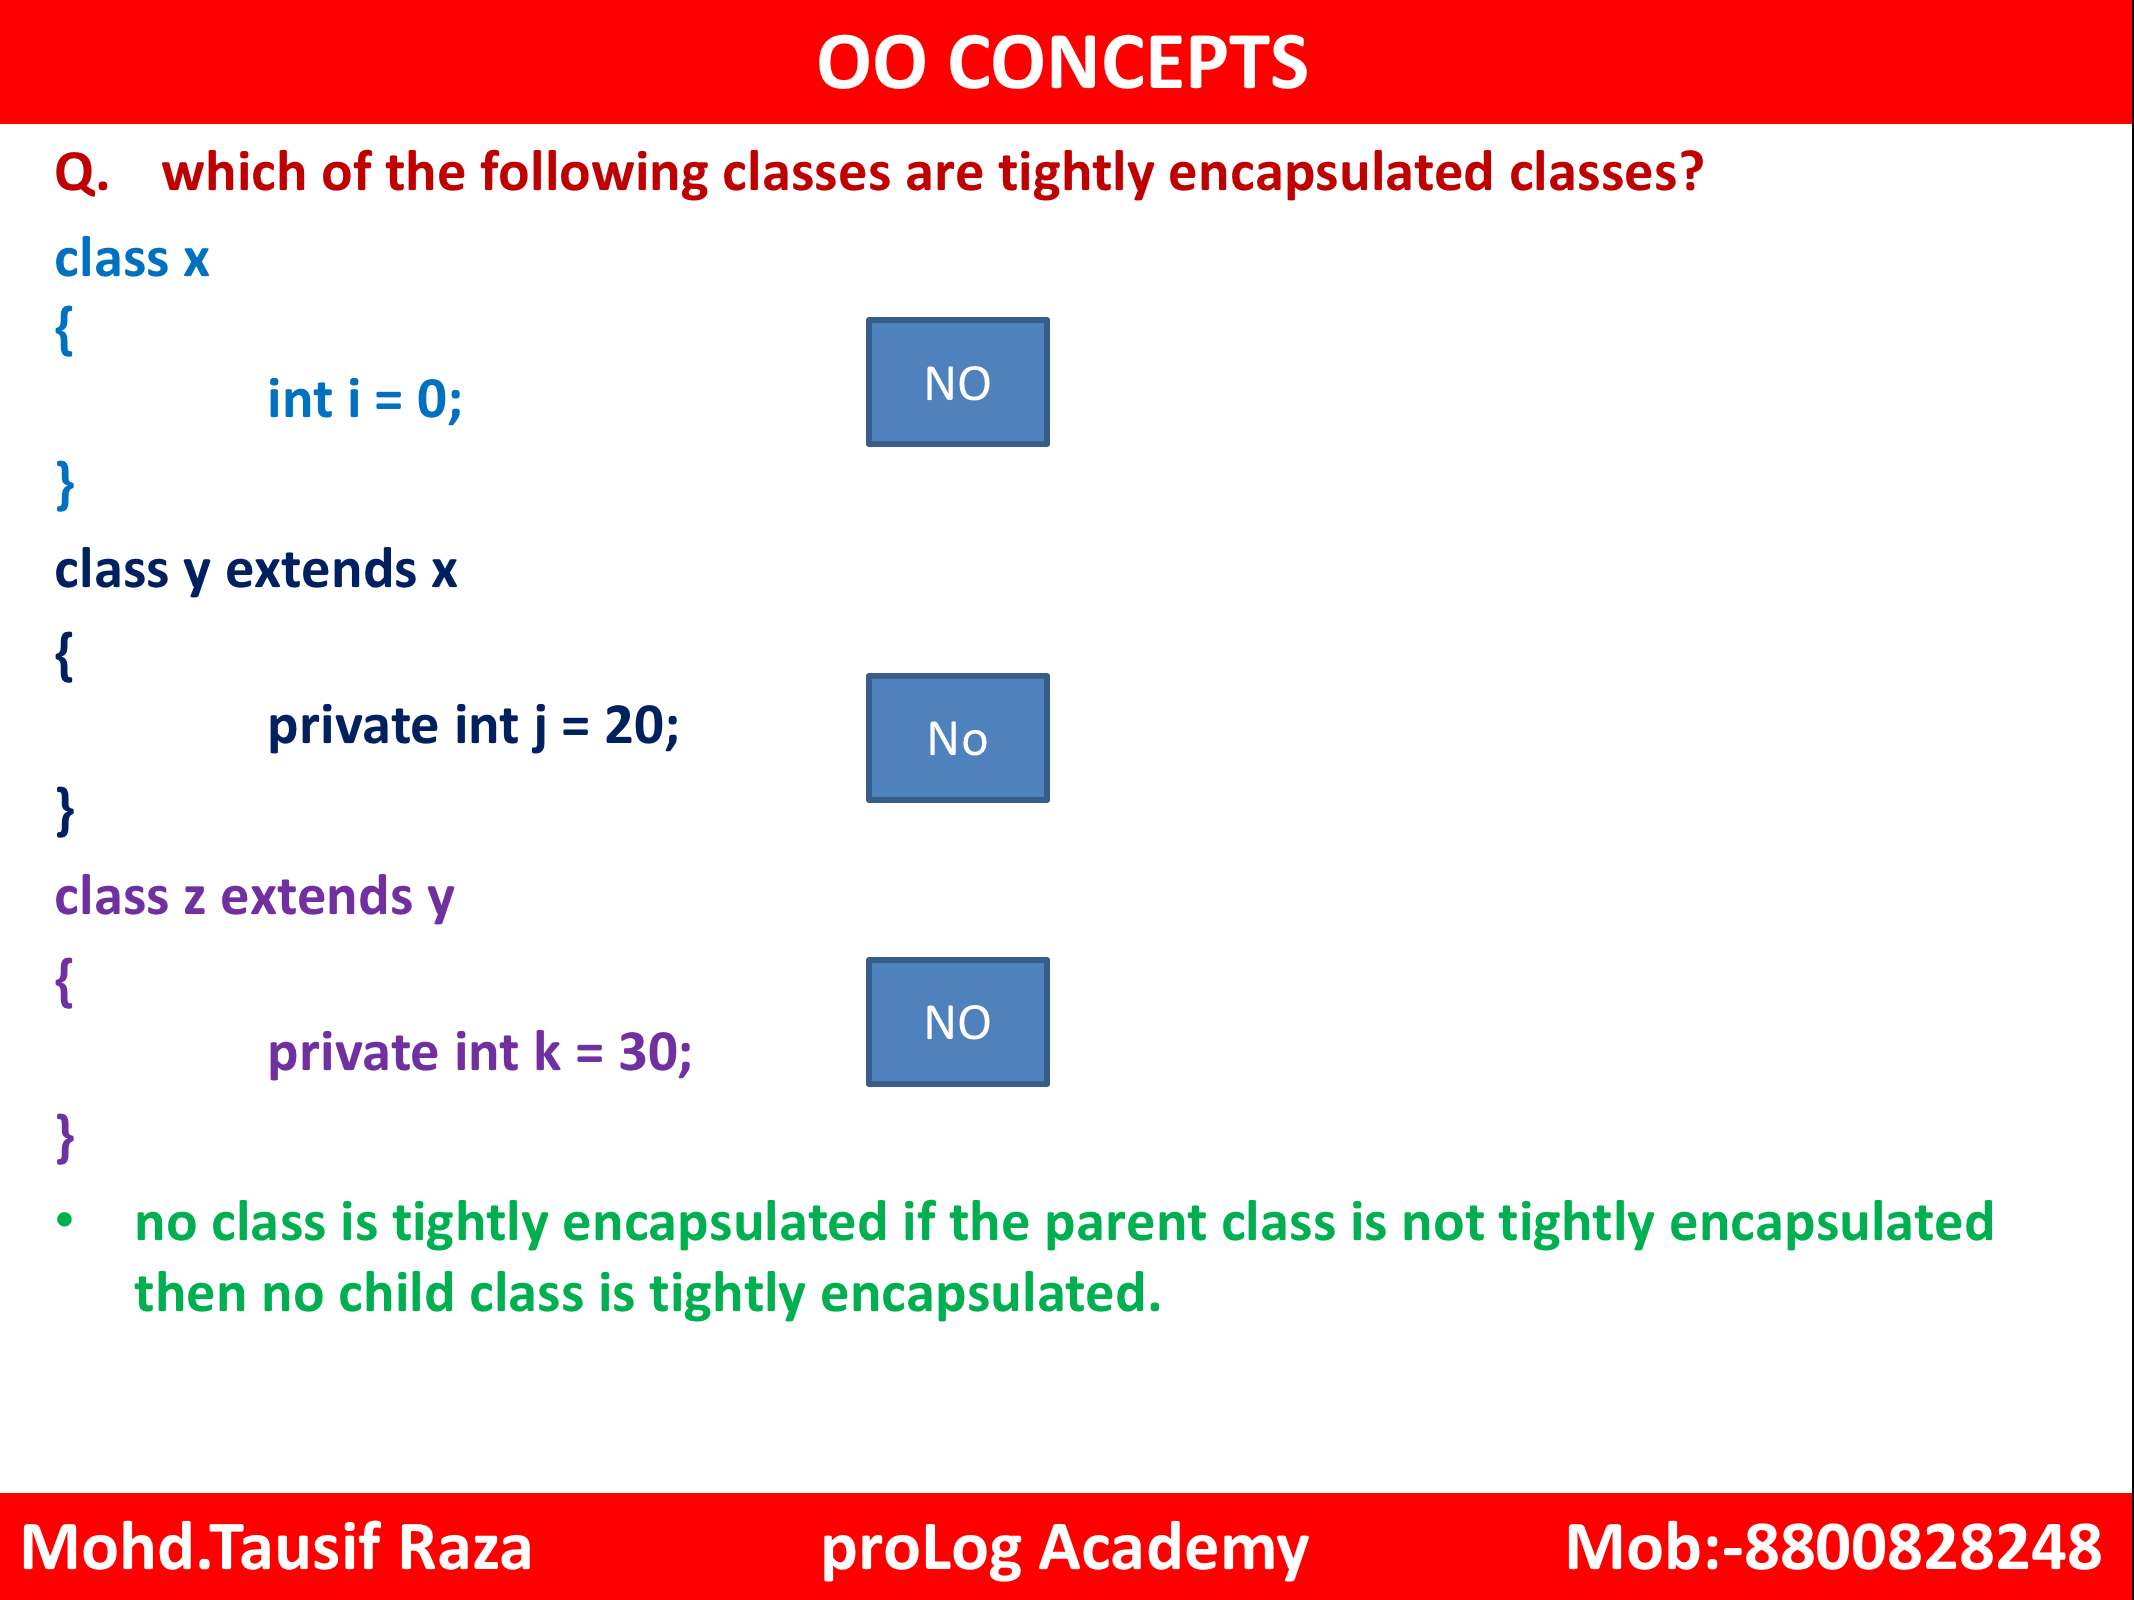 OO CONCEPTS
Q. which of the following classes are tightly encapsulated classes?
class x
{
int i = 0;
NO
}
class y extends x
{
private int j = 20;
No
}
class z extends y
{
private int k = 30;
NO
}
• no class is tightly encapsulated if the parent class is not tightly encapsulated
then no child class is tightly encapsulated.
Mohd.Tausif Raza proLog Academy Mob:-8800828248